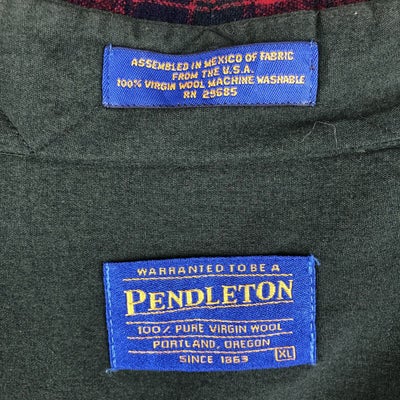 ASSEMBLED IN MEXICO OF FABRIC
FROM THE U.S.A.
100% VIRGIN WOOL MACHINE WASHABLE
RN 29685
WARRANTED TO BE A
PENDLETON
100% PURE VIRGIN WOOL
PORTLAND, OREGON
SINCE 1863 XL